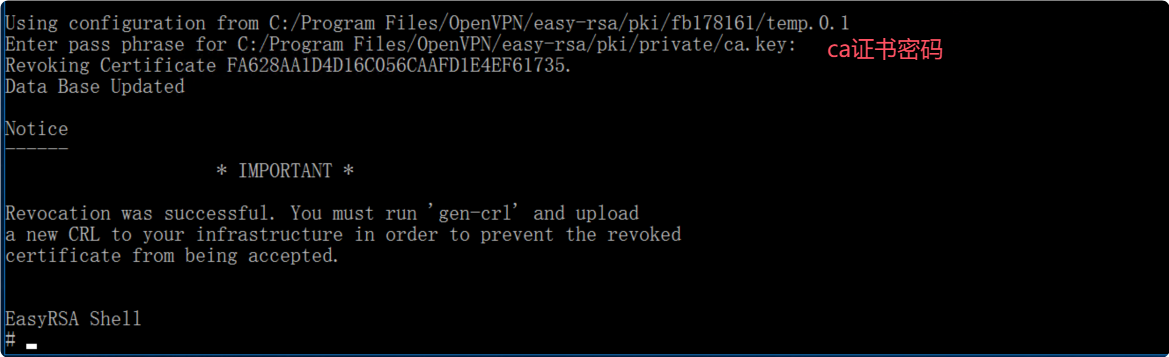 Using configuration from C:/Program Files/OpenVPN/easy-rsa/pki/fb178161/temp.0.1
Enter pass phrase for C:/Program Files/OpenVPN/easy-rsa/pki/private/ca.key: ca证书密码
Revoking Certificate FA628AA1D4D16C056CAAFD1E4EF61735.
Data Base Updated
Notice
------
* IMPORTANT *
Revocation was successful. You must run 'gen-crl' and upload
a new CRL to your infrastructure in order to prevent the revoked
certificate from being accepted.
EasyRSA Shell
#